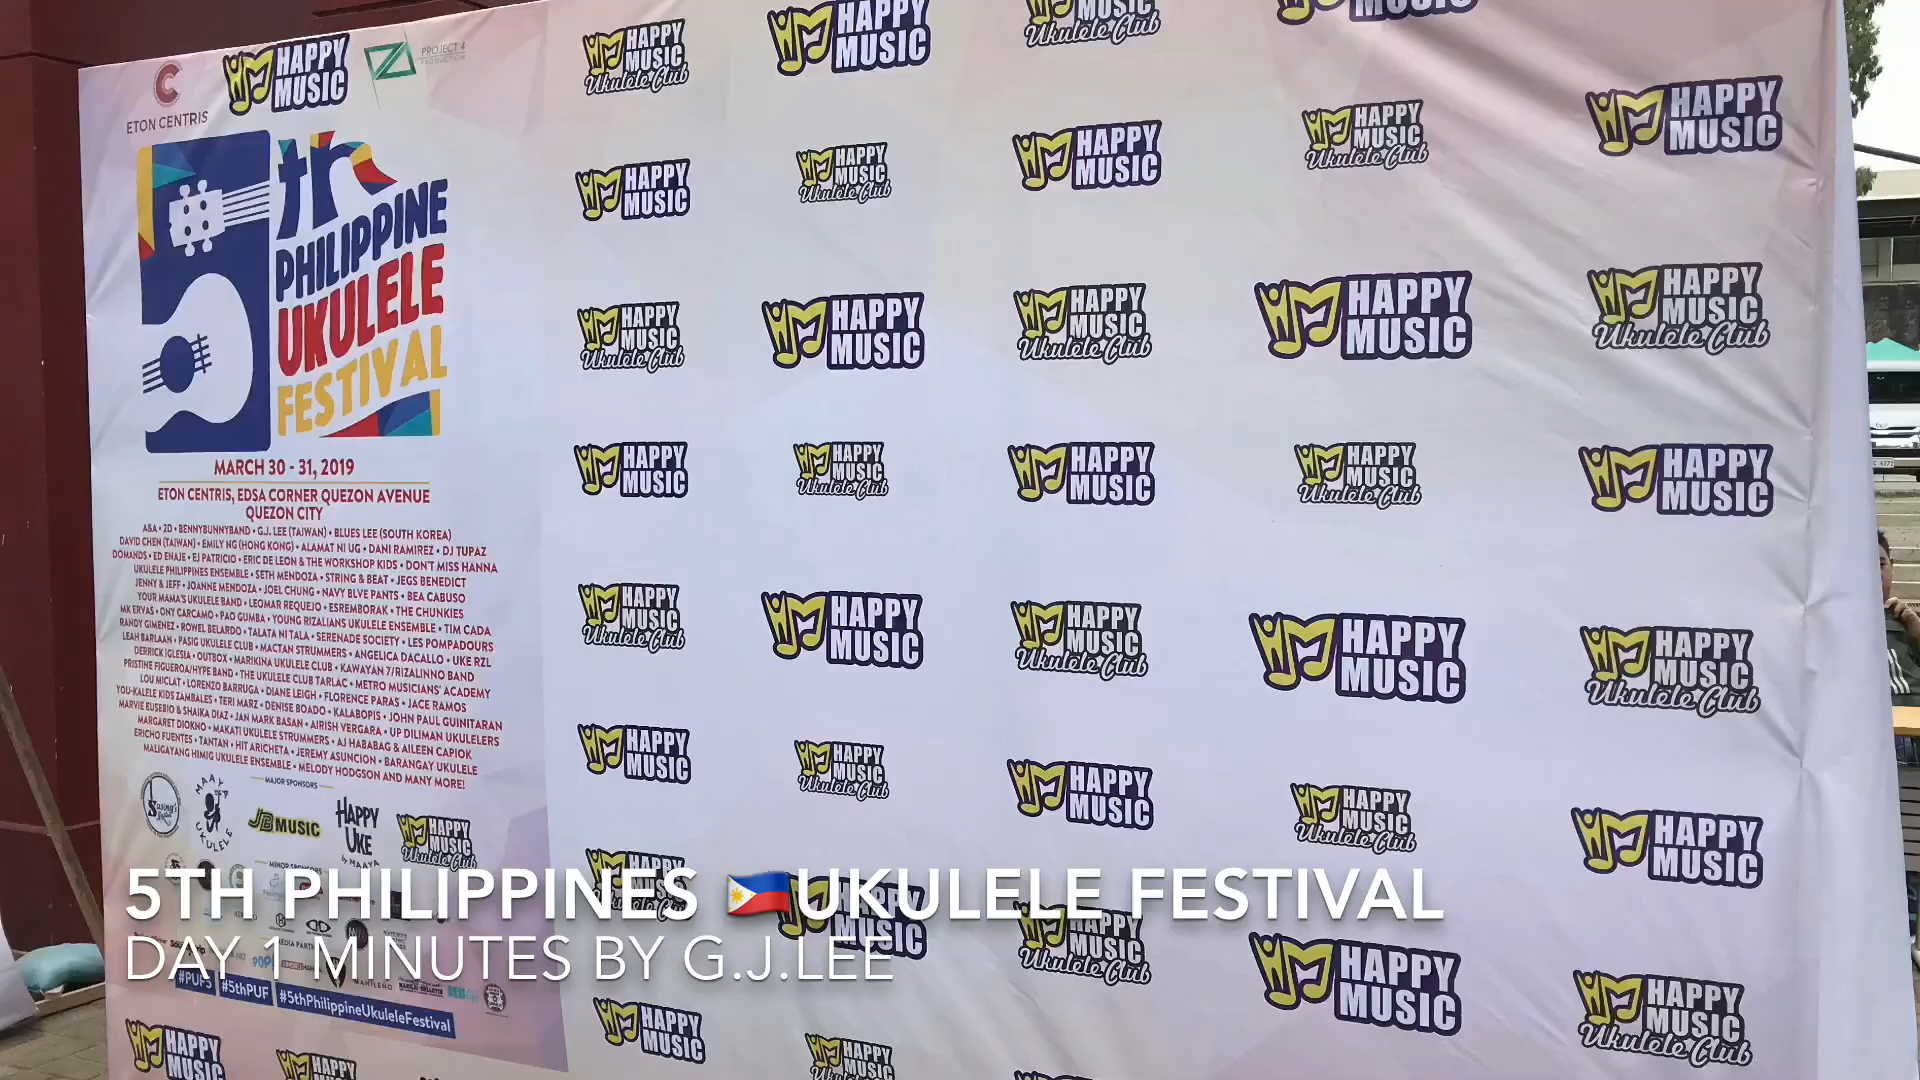 ETON CENTRIS
HAPPY MUSIC
PROJECT 4 PRODUCTION
5th
PHILIPPINE
UKULELE
FESTIVAL
MARCH 30 - 31, 2019
ETON CENTRIS, EDSA CORNER QUEZON AVENUE
QUEZON CITY
A&A • 2D • BENNYBUNNYBAND • G.J. LEE (TAIWAN) • BLUES LEE (SOUTH KOREA)
DAVID CHEN (TAIWAN) • EMILY NG (HONG KONG) • ALAMAT NI UG • DANI RAMIREZ • DJ TUPAZ
DOMANDS • ED ENAJE • EJ PATRICIO • ERIC DE LEON & THE WORKSHOP KIDS • DON'T MISS HANNA
UKULELE PHILIPPINES ENSEMBLE • SETH MENDOZA • STRING & BEAT • JEGS BENEDICT
JENNY & JEFF • JOANNE MENDOZA • JOEL CHUNG • NAVY BLVE PANTS • BEA CABUSO
YOUR MAMA'S UKULELE BAND • LEOMAR REQUEJO • ESREMBORAK • THE CHUNKIES
MK ERVAS • ONY CARCAMO • PAO GUMBA • YOUNG RIZALIANS UKULELE ENSEMBLE • TIM CADA
RANDY GIMENEZ • ROWEL BELARDO • TALATA NI TALA • SERENADE SOCIETY • LES POMPADOURS
LEAH BARLAAN • PASIG UKULELE CLUB • MACTAN STRUMMERS • ANGELICA DACALLO • UKE RZL
DERRICK IGLESIA • OUTBOX • MARIKINA UKULELE CLUB • KAWAYAN 7/RIZALINNO BAND
PRISTINE FIGUEROA/HYPE BAND • THE UKULELE CLUB TARLAC • METRO MUSICIANS' ACADEMY
LOU MICLAT • LORENZO BARRUGA • DIANE LEIGH • FLORENCE PARAS • JACE RAMOS
YOU-KALELE KIDS ZAMBALES • TERI MARZ • DENISE BOADO • KALABOPIS • JOHN PAUL GUINITARAN
MARVIE EUSEBIO & SHAIKA DIAZ • JAN MARK BASAN • AIRISH VERGARA • UP DILIMAN UKULELERS
MARGARET DIOKNO • MAKATI UKULELE STRUMMERS • AJ HABABAG & AILEEN CAPIOK
ERICHO FUENTES • TANTAN • HIT ARICHETA • JEREMY ASUNCION • BARANGAY UKULELE
MALIGAYANG HIMIG UKULELE ENSEMBLE • MELODY HODGSON AND MANY MORE!
MAJOR SPONSORS
MAAYA UKULELE
JB MUSIC
HAPPY UKE by MAAYA
HAPPY MUSIC Ukulele Club
MINOR SPONSORS
5TH PHILIPPINES 🇵🇭UKULELE FESTIVAL
DAY 1 MINUTES BY G.J.LEE
#PUF5 #5thPUF #5thPhilippineUkuleleFestival
HAPPY MUSIC
HAPPY MUSIC Ukulele Club